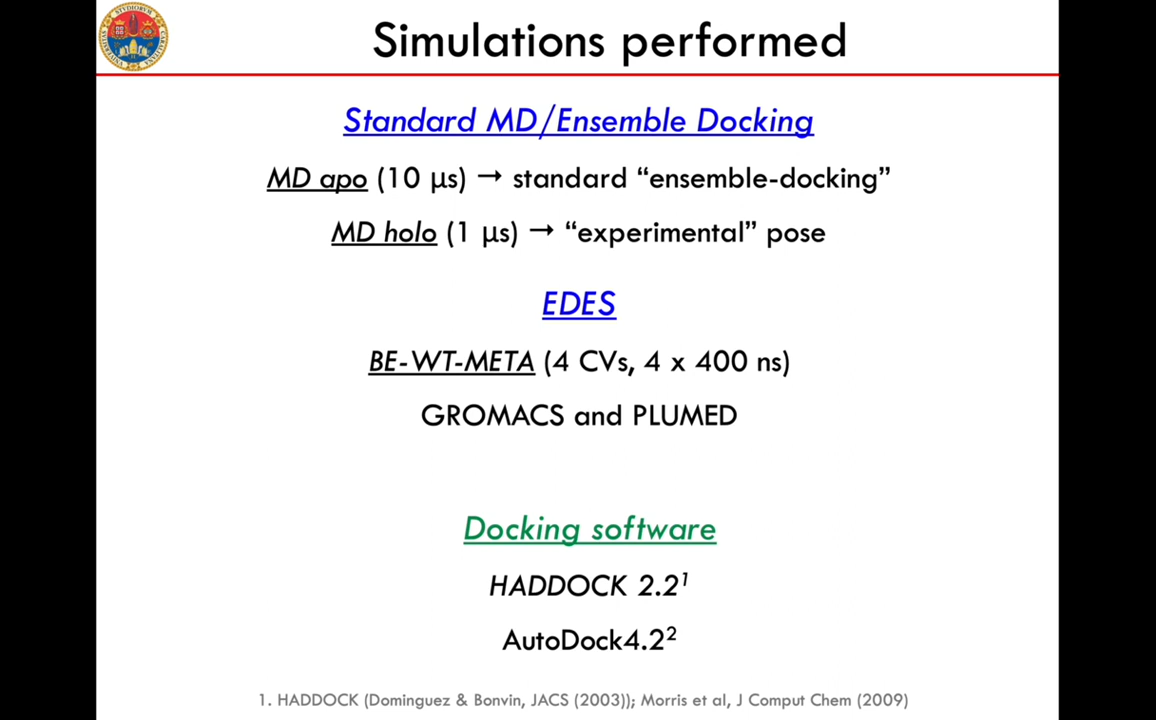 Simulations performed
Standard MD/Ensemble Docking
MD apo (10 μs) → standard “ensemble-docking”
MD holo (1 μs) → “experimental” pose
EDES
BE-WT-META (4 CVs, 4 x 400 ns)
GROMACS and PLUMED
Docking software
HADDOCK 2.2¹
AutoDock4.2²
1. HADDOCK (Dominguez & Bonvin, JACS (2003)); Morris et al, J Comput Chem (2009)